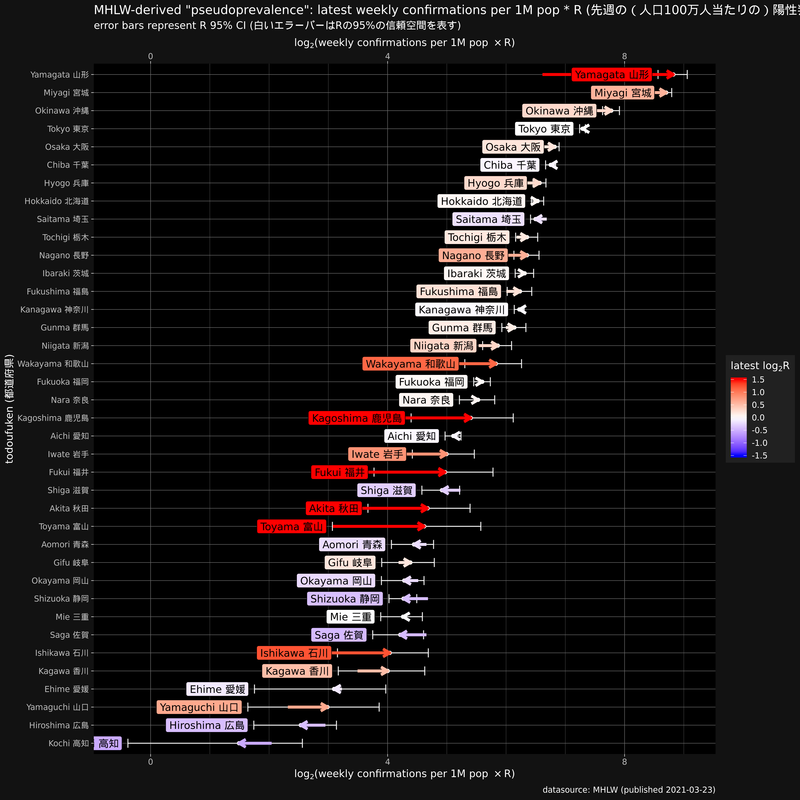 MHLW-derived "pseudoprevalence": latest weekly confirmations per 1M pop * R (先週の ( 人口100万人当たりの ) 陽性
error bars represent R 95% CI (白いエラーバーはRの95%の信頼空間を表す)
log2(weekly confirmations per 1M pop × R)
0 4 8
Yamagata 山形 Yamagata 山形
Miyagi 宮城 Miyagi 宮城
Okinawa 沖縄 Okinawa 沖縄
Tokyo 東京 Tokyo 東京
Osaka 大阪 Osaka 大阪
Chiba 千葉 Chiba 千葉
Hyogo 兵庫 Hyogo 兵庫
Hokkaido 北海道 Hokkaido 北海道
Saitama 埼玉 Saitama 埼玉
Tochigi 栃木 Tochigi 栃木
Nagano 長野 Nagano 長野
Ibaraki 茨城 Ibaraki 茨城
Fukushima 福島 Fukushima 福島
Kanagawa 神奈川 Kanagawa 神奈川
Gunma 群馬 Gunma 群馬
Niigata 新潟 Niigata 新潟
Wakayama 和歌山 Wakayama 和歌山
Fukuoka 福岡 Fukuoka 福岡
Nara 奈良 Nara 奈良
Kagoshima 鹿児島 Kagoshima 鹿児島
Aichi 愛知 Aichi 愛知
Iwate 岩手 Iwate 岩手
Fukui 福井 Fukui 福井
Shiga 滋賀 Shiga 滋賀
Akita 秋田 Akita 秋田
Toyama 富山 Toyama 富山
Aomori 青森 Aomori 青森
Gifu 岐阜 Gifu 岐阜
Okayama 岡山 Okayama 岡山
Shizuoka 静岡 Shizuoka 静岡
Mie 三重 Mie 三重
Saga 佐賀 Saga 佐賀
Ishikawa 石川 Ishikawa 石川
Kagawa 香川 Kagawa 香川
Ehime 愛媛 Ehime 愛媛
Yamaguchi 山口 Yamaguchi 山口
Hiroshima 広島 Hiroshima 広島
Kochi 高知 高知
0 4 8
log2(weekly confirmations per 1M pop × R)
todoufuken (都道府県)
latest log2R
1.5
1.0
0.5
0.0
-0.5
-1.0
-1.5
datasource: MHLW (published 2021-03-23)